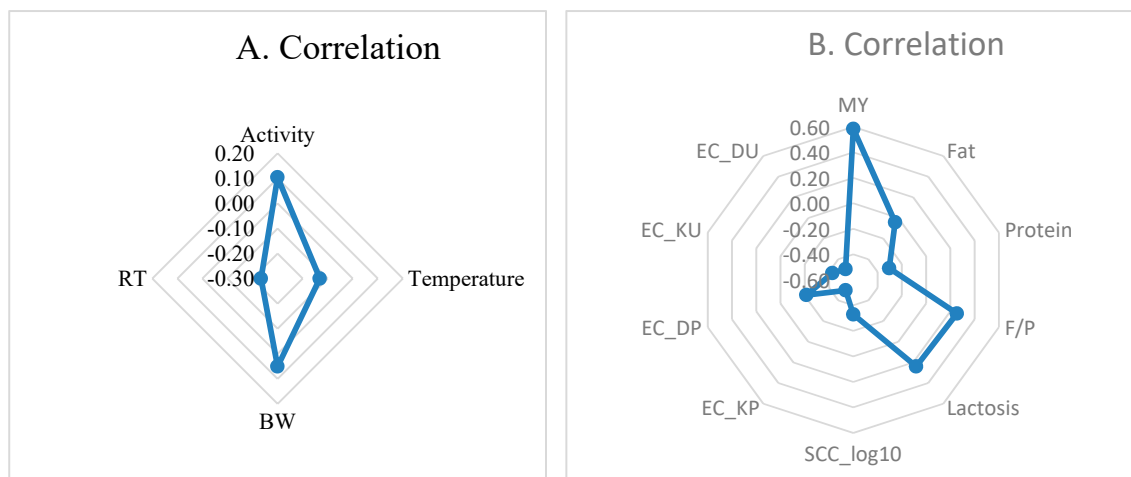 A. Correlation
Activity
0.20
0.10
0.00
-0.10
-0.20
-0.30
RT
Temperature
BW
B. Correlation
MY
0.60
0.40
0.20
0.00
-0.20
-0.40
-0.60
Fat
Protein
F/P
Lactosis
SCC_log10
EC_KP
EC_DP
EC_KU
EC_DU